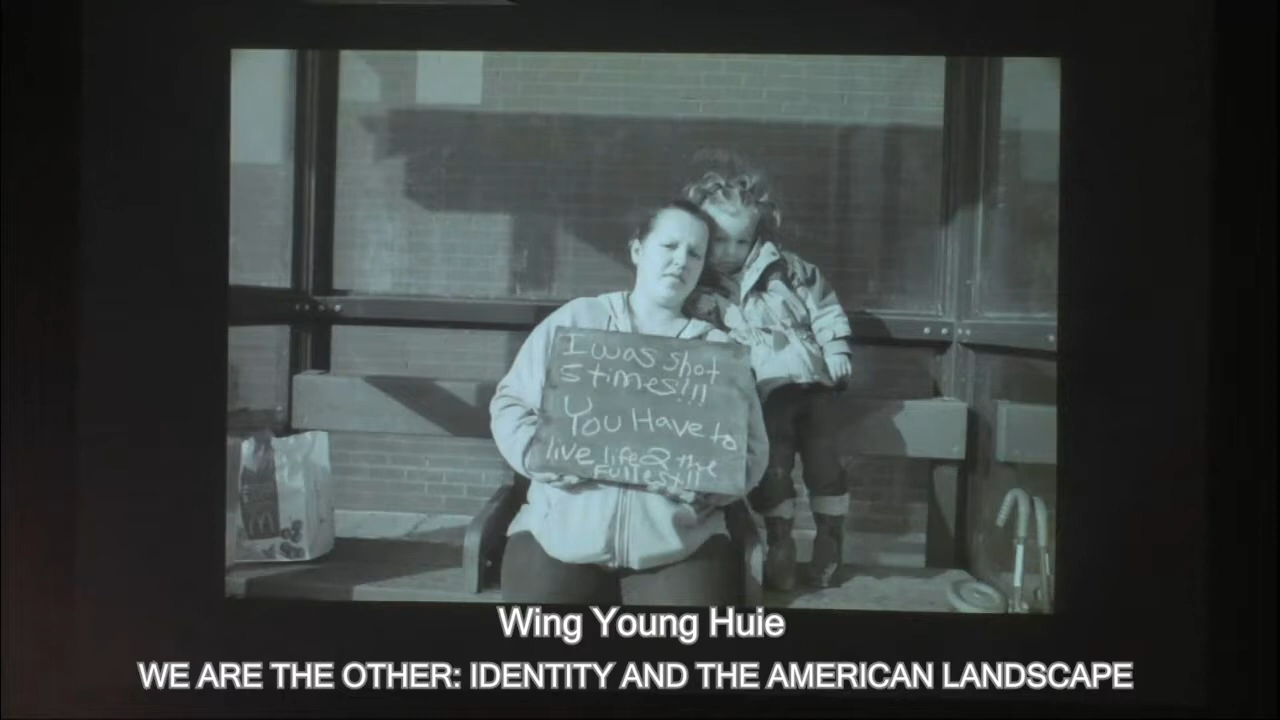 I was shot
5 times!!!
You Have to
live life 2 the
Fullest!!
Wing Young Huie
WE ARE THE OTHER: IDENTITY AND THE AMERICAN LANDSCAPE